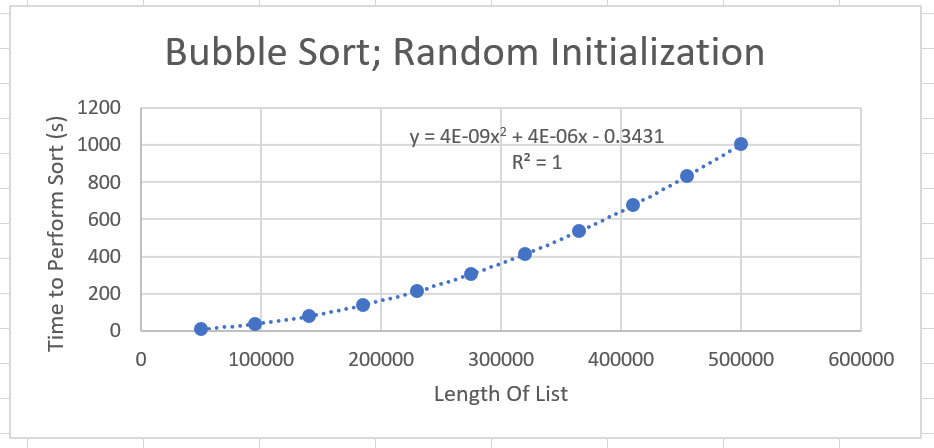 Bubble Sort; Random Initialization
Time to Perform Sort (s)
1200
1000
800
600
400
200
0
y = 4E-09x² + 4E-06x - 0.3431
R² = 1
0 100000 200000 300000 400000 500000 600000
Length Of List